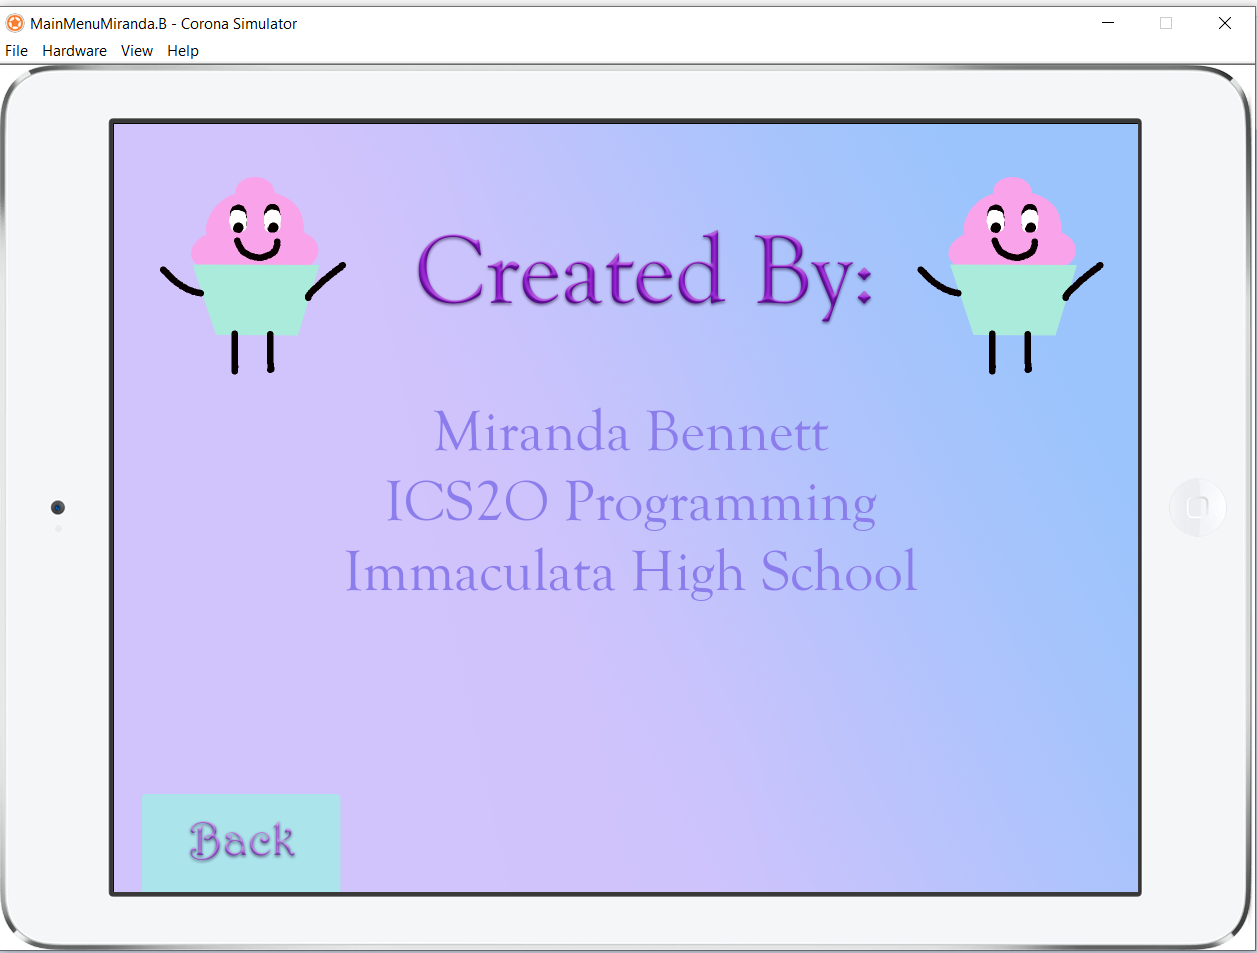 MainMenuMiranda.B - Corona Simulator
File Hardware View Help
Created By:
Miranda Bennett
ICS2O Programming
Immaculata High School
Back